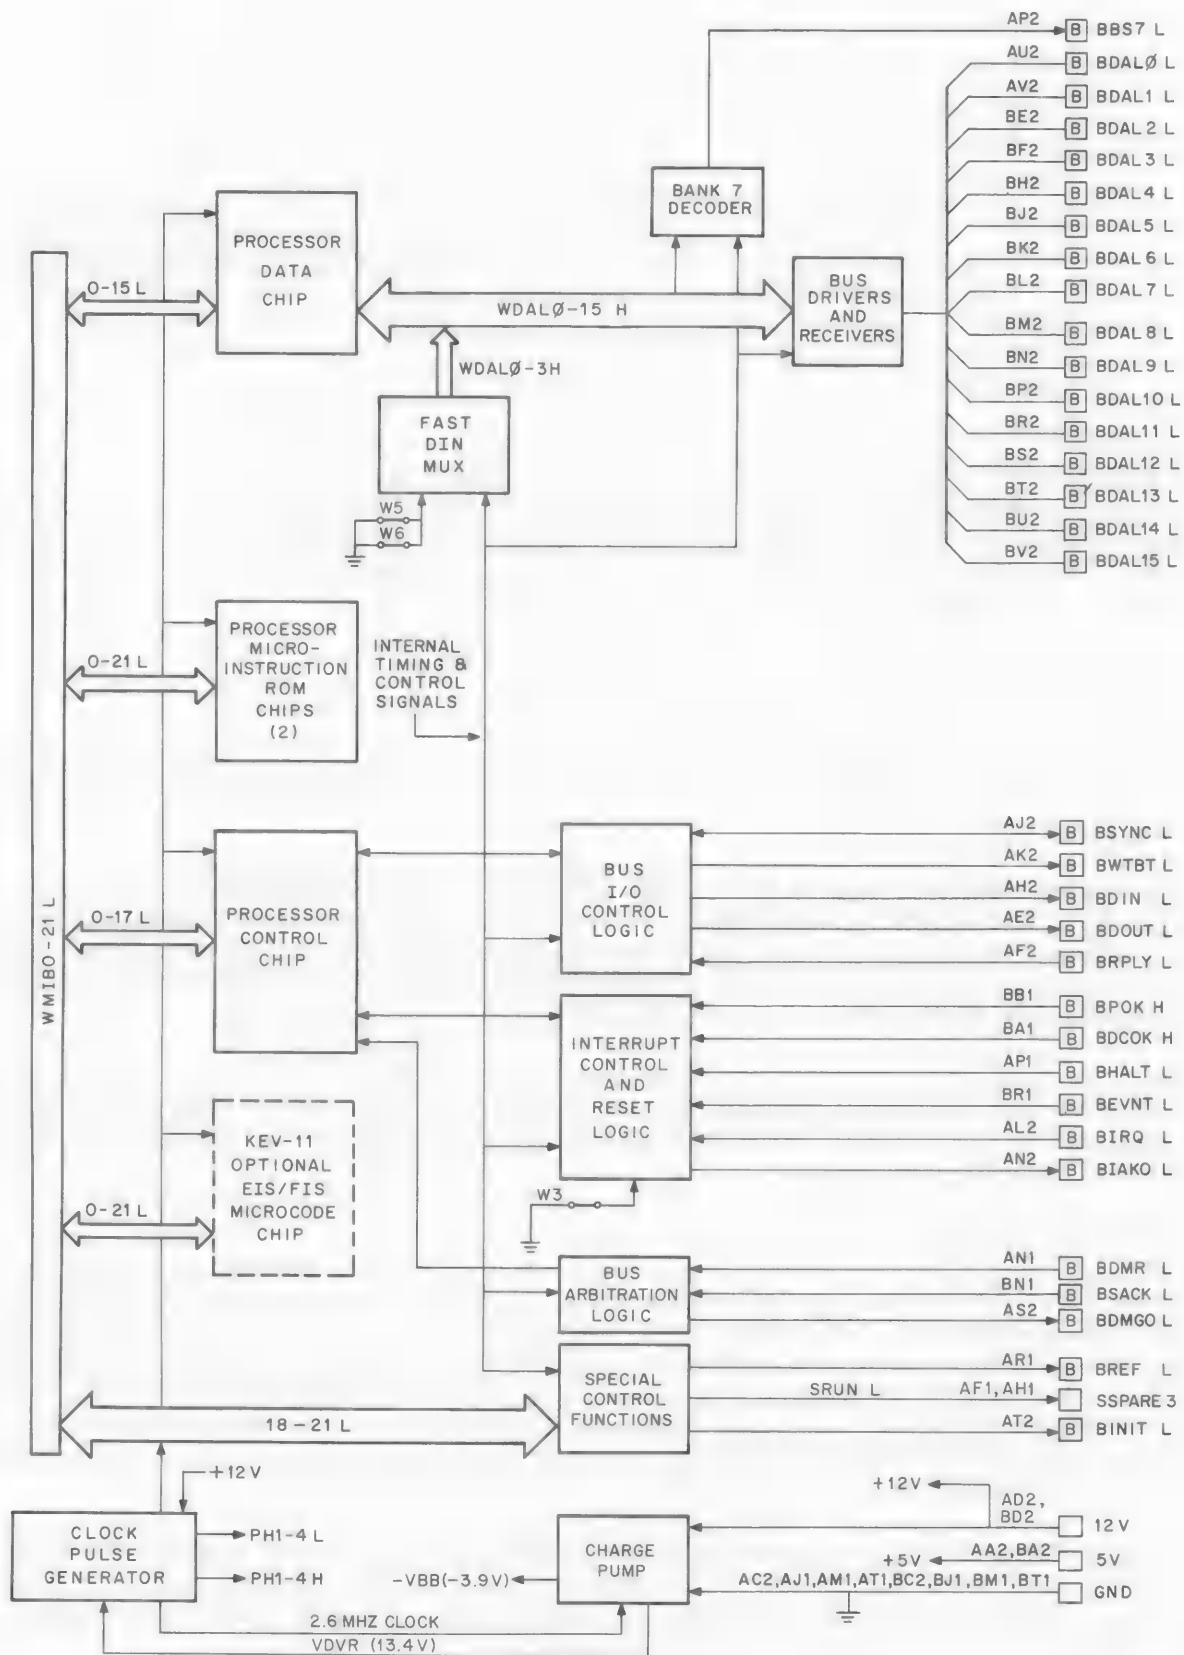 AP2 B BBS7 L
AU2 B BDALØ L
AV2 B BDAL1 L
BE2 B BDAL2 L
BF2 B BDAL3 L
BH2 B BDAL4 L
BJ2 B BDAL5 L
BK2 B BDAL6 L
BL2 B BDAL7 L
BM2 B BDAL8 L
BN2 B BDAL9 L
BP2 B BDAL10 L
BR2 B BDAL11 L
BS2 B BDAL12 L
BT2 B BDAL13 L
BU2 B BDAL14 L
BV2 B BDAL15 L
BANK 7
DECODER
PROCESSOR
DATA
CHIP
0-15 L
WDALØ-15 H
BUS
DRIVERS
AND
RECEIVERS
WDALØ-3H
FAST
DIN
MUX
W5
W6
PROCESSOR
MICRO-
INSTRUCTION
ROM
CHIPS
(2)
0-21 L
INTERNAL
TIMING &
CONTROL
SIGNALS
WMIBO-21 L
PROCESSOR
CONTROL
CHIP
0-17 L
BUS
I/O
CONTROL
LOGIC
AJ2 B BSYNC L
AK2 B BWTBT L
AH2 B BDIN L
AE2 B BDOUT L
AF2 B BRPLY L
INTERRUPT
CONTROL
AND
RESET
LOGIC
BB1 B BPOK H
BA1 B BDCOK H
AP1 B BHALT L
BR1 B BEVNT L
AL2 B BIRQ L
AN2 B BIAKO L
W3
KEV-11
OPTIONAL
EIS/FIS
MICROCODE
CHIP
0-21 L
BUS
ARBITRATION
LOGIC
AN1 B BDMR L
BN1 B BSACK L
AS2 B BDMGO L
SPECIAL
CONTROL
FUNCTIONS
18-21 L
AR1 B BREF L
SRUN L AF1, AH1 SSPARE 3
AT2 B BINIT L
+12V
CLOCK
PULSE
GENERATOR
PH1-4 L
PH1-4 H
CHARGE
PUMP
-VBB(-3.9V)
+12V
AD2,
BD2
12V
+5V AA2,BA2 5V
AC2,AJ1,AM1,AT1,BC2,BJ1,BM1,BT1 GND
2.6 MHZ CLOCK
VDVR (13.4V)